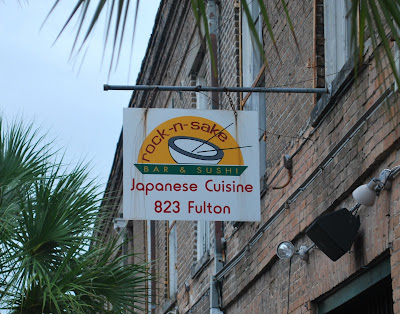 rock-n-sake
BAR & SUSHI
Japanese Cuisine
823 Fulton